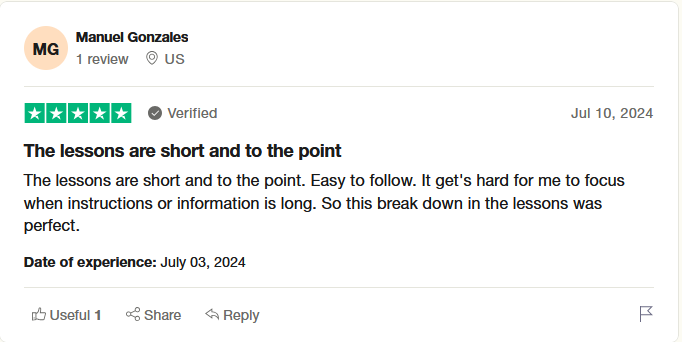 MG
Manuel Gonzales
1 review US
Verified
Jul 10, 2024
The lessons are short and to the point
The lessons are short and to the point. Easy to follow. It get's hard for me to focus
when instructions or information is long. So this break down in the lessons was
perfect.
Date of experience: July 03, 2024
Useful 1 Share Reply